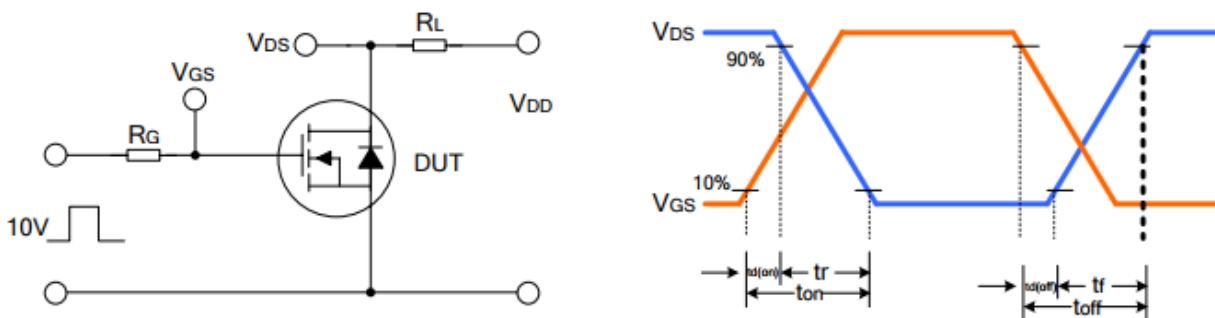 RL
VDS
VGS
VDD
RG
DUT
10V
VDS
90%
10%
VGS
td(on)
tr
ton
td(off)
tf
toff